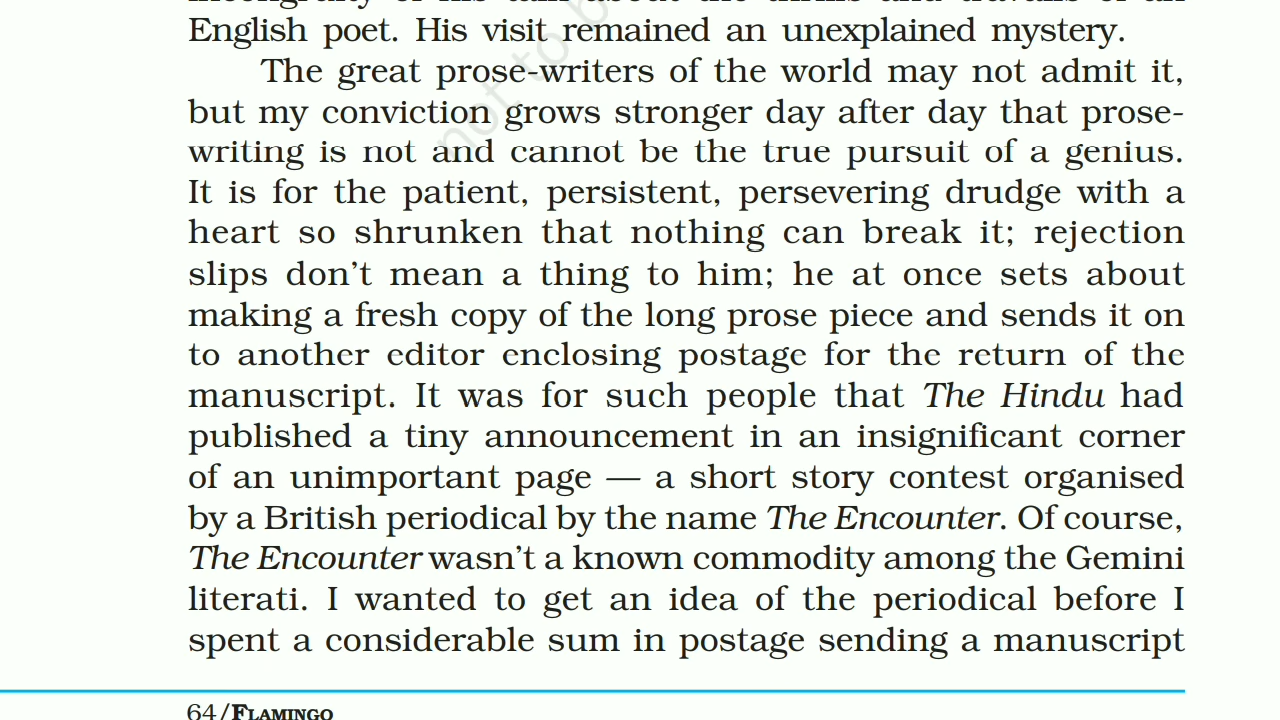 English poet. His visit remained an unexplained mystery.
The great prose-writers of the world may not admit it,
but my conviction grows stronger day after day that prose-
writing is not and cannot be the true pursuit of a genius.
It is for the patient, persistent, persevering drudge with a
heart so shrunken that nothing can break it; rejection
slips don’t mean a thing to him; he at once sets about
making a fresh copy of the long prose piece and sends it on
to another editor enclosing postage for the return of the
manuscript. It was for such people that The Hindu had
published a tiny announcement in an insignificant corner
of an unimportant page — a short story contest organised
by a British periodical by the name The Encounter. Of course,
The Encounter wasn’t a known commodity among the Gemini
literati. I wanted to get an idea of the periodical before I
spent a considerable sum in postage sending a manuscript
64/FLAMINGO
not to b